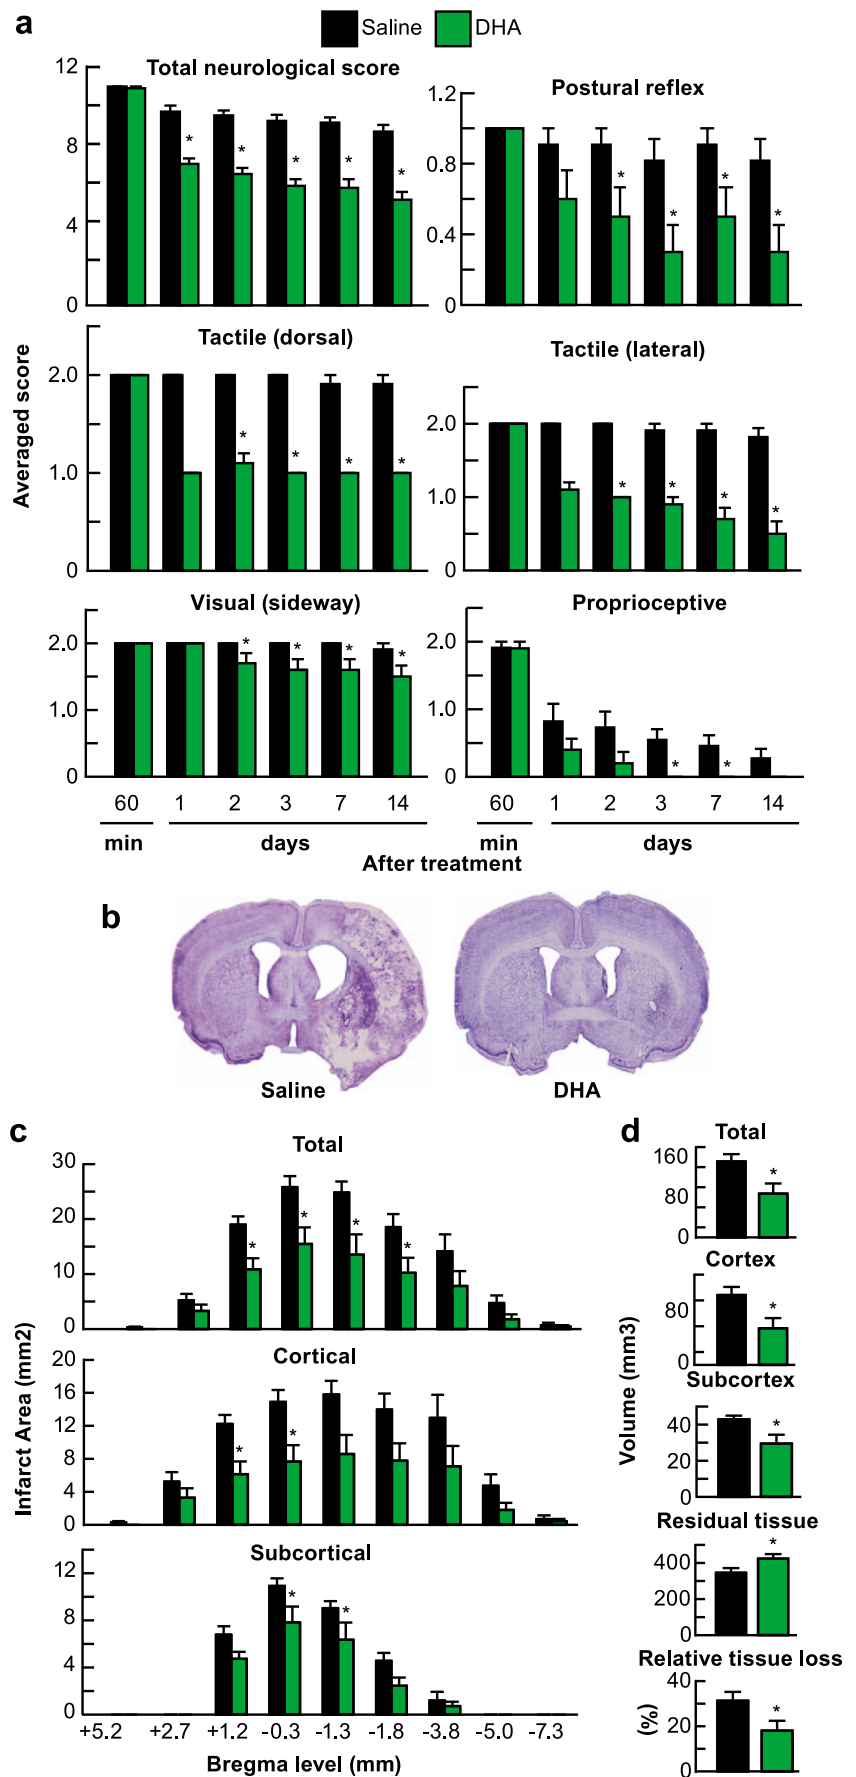 a
Saline DHA
Total neurological score
12
8
4
0
Postural reflex
1.2
0.8
0.4
0
* * * * *
* * * *
Averaged score
Tactile (dorsal)
2.0
1.0
0
* * * *
Tactile (lateral)
2.0
1.0
0
* * * *
Visual (sideway)
2.0
1.0
0
* * * *
Proprioceptive
2.0
1.0
0
* *
60 1 2 3 7 14
min days
60 1 2 3 7 14
min days
After treatment
b
Saline DHA
c
Infarct Area (mm2)
Total
30
20
10
0
* * * *
Cortical
20
16
12
8
4
0
* *
Subcortical
12
8
4
0
* *
+5.2 +2.7 +1.2 -0.3 -1.3 -1.8 -3.8 -5.0 -7.3
Bregma level (mm)
d
Volume (mm3)
Total
160
80
0
*
Cortex
80
0
*
Subcortex
40
20
0
*
Residual tissue
400
200
0
*
Relative tissue loss
(%)
40
20
0
*